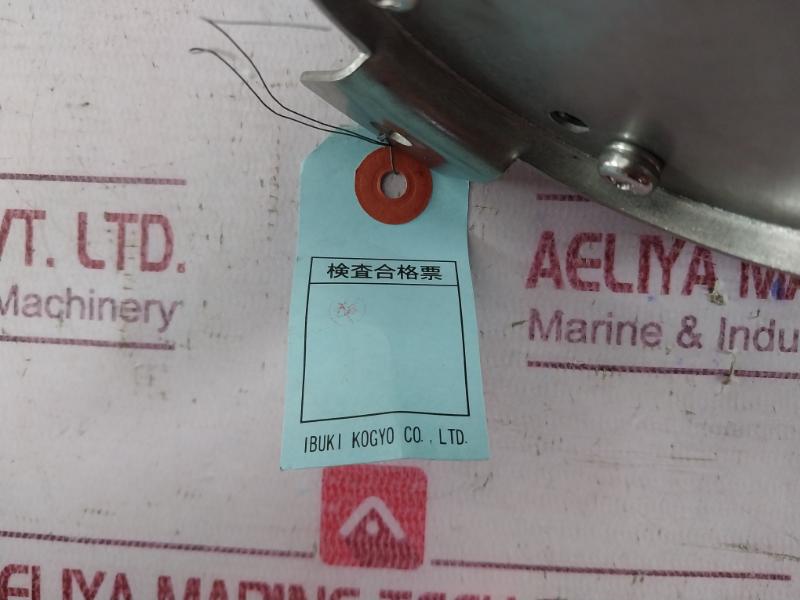 VT. LTD.
Machinery
AELIYA MA
Marine & Indu
検査合格票
IBUKI KOGYO CO., LTD.
AELIYA MARINE TECH